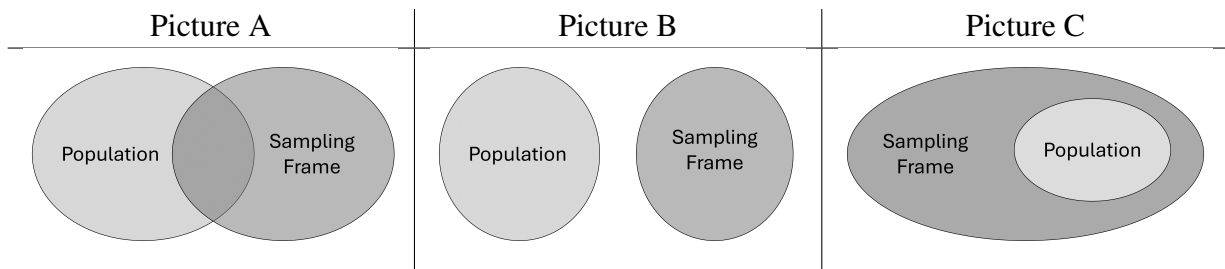 Picture A
Picture B
Picture C
Population
Sampling
Frame
Population
Sampling
Frame
Sampling
Frame
Population